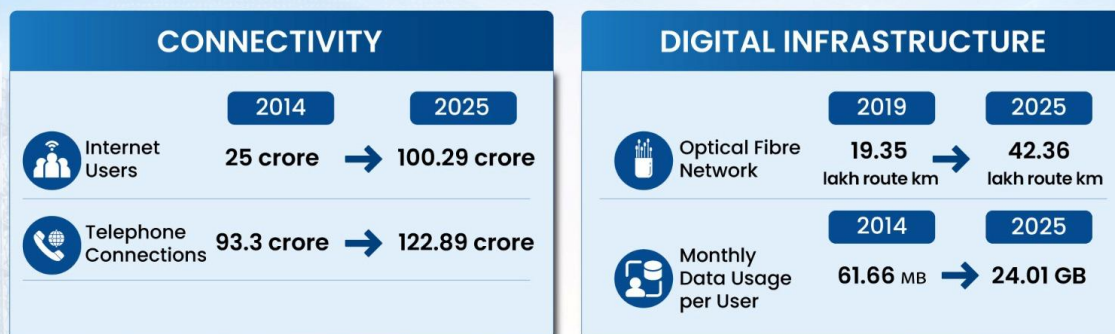 CONNECTIVITY
2014 2025
Internet
Users
25 crore 100.29 crore
Telephone
Connections
93.3 crore 122.89 crore
DIGITAL INFRASTRUCTURE
2019 2025
Optical Fibre
Network
19.35
lakh route km
42.36
lakh route km
2014 2025
Monthly
Data Usage
per User
61.66 MB 24.01 GB